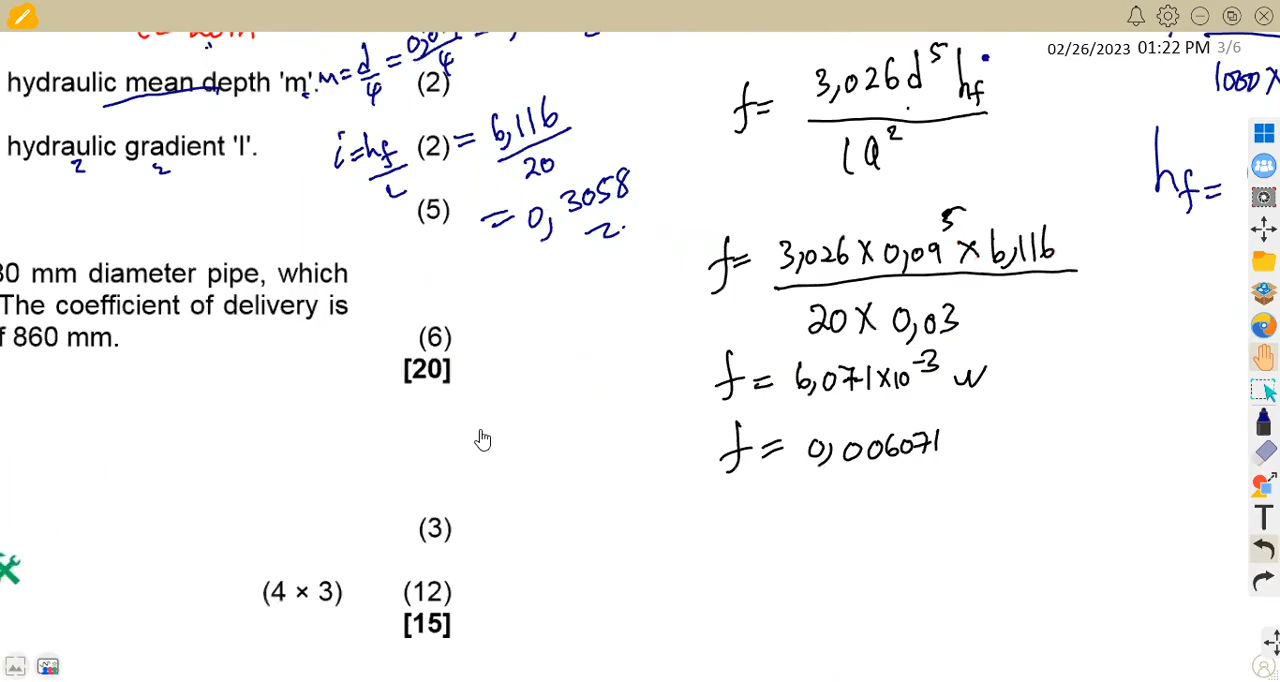 02/26/2023 01:22 PM 3/6
hydraulic mean depth 'm'. m = d/4 = (2)
hydraulic gradient 'I'. i = hf/L (2) = 6,116/20
(5) = 0,3058
30 mm diameter pipe, which
The coefficient of delivery is
f 860 mm. (6)
[20]
(3)
(4 × 3) (12)
[15]
f = 3,026 d⁵ hf / lQ²
f = 3,026 × 0,09⁵ × 6,116 / 20 × 0,03
f = 6,071 × 10⁻³
f = 0,006071
1000 ×
hf =
T